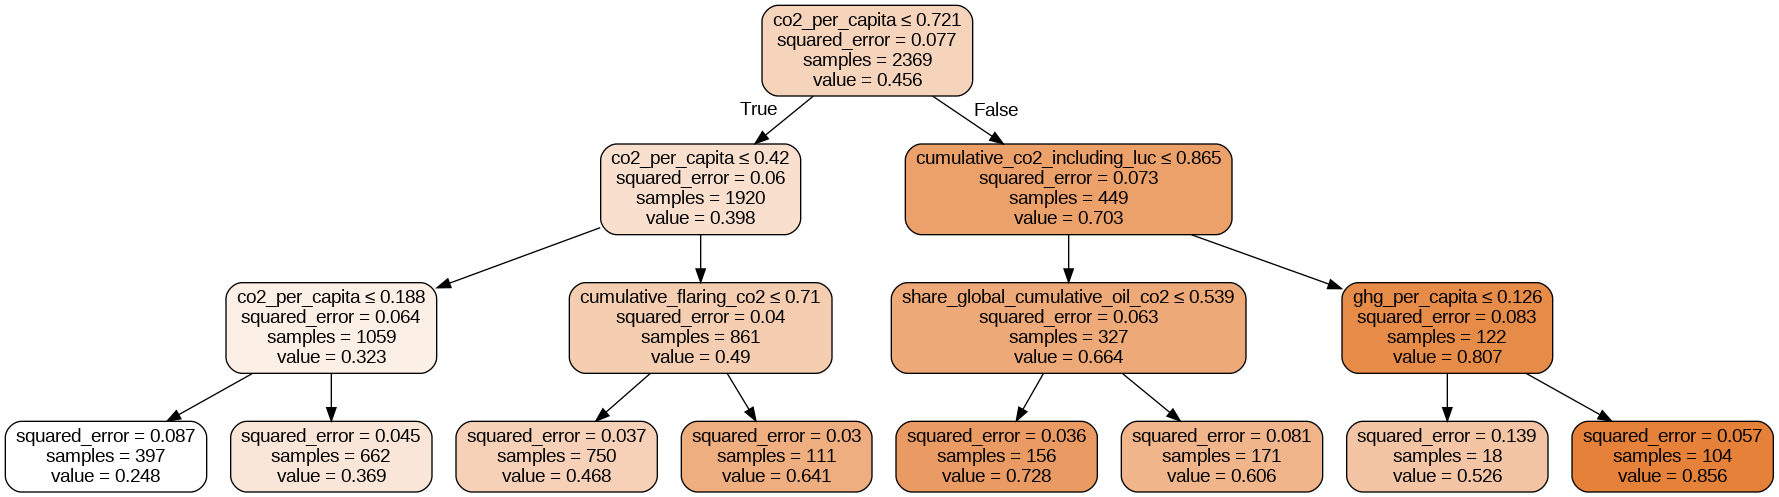 co2_per_capita ≤ 0.721
squared_error = 0.077
samples = 2369
value = 0.456
True
False
co2_per_capita ≤ 0.42
squared_error = 0.06
samples = 1920
value = 0.398
cumulative_co2_including_luc ≤ 0.865
squared_error = 0.073
samples = 449
value = 0.703
co2_per_capita ≤ 0.188
squared_error = 0.064
samples = 1059
value = 0.323
cumulative_flaring_co2 ≤ 0.71
squared_error = 0.04
samples = 861
value = 0.49
share_global_cumulative_oil_co2 ≤ 0.539
squared_error = 0.063
samples = 327
value = 0.664
ghg_per_capita ≤ 0.126
squared_error = 0.083
samples = 122
value = 0.807
squared_error = 0.087
samples = 397
value = 0.248
squared_error = 0.045
samples = 662
value = 0.369
squared_error = 0.037
samples = 750
value = 0.468
squared_error = 0.03
samples = 111
value = 0.641
squared_error = 0.036
samples = 156
value = 0.728
squared_error = 0.081
samples = 171
value = 0.606
squared_error = 0.139
samples = 18
value = 0.526
squared_error = 0.057
samples = 104
value = 0.856